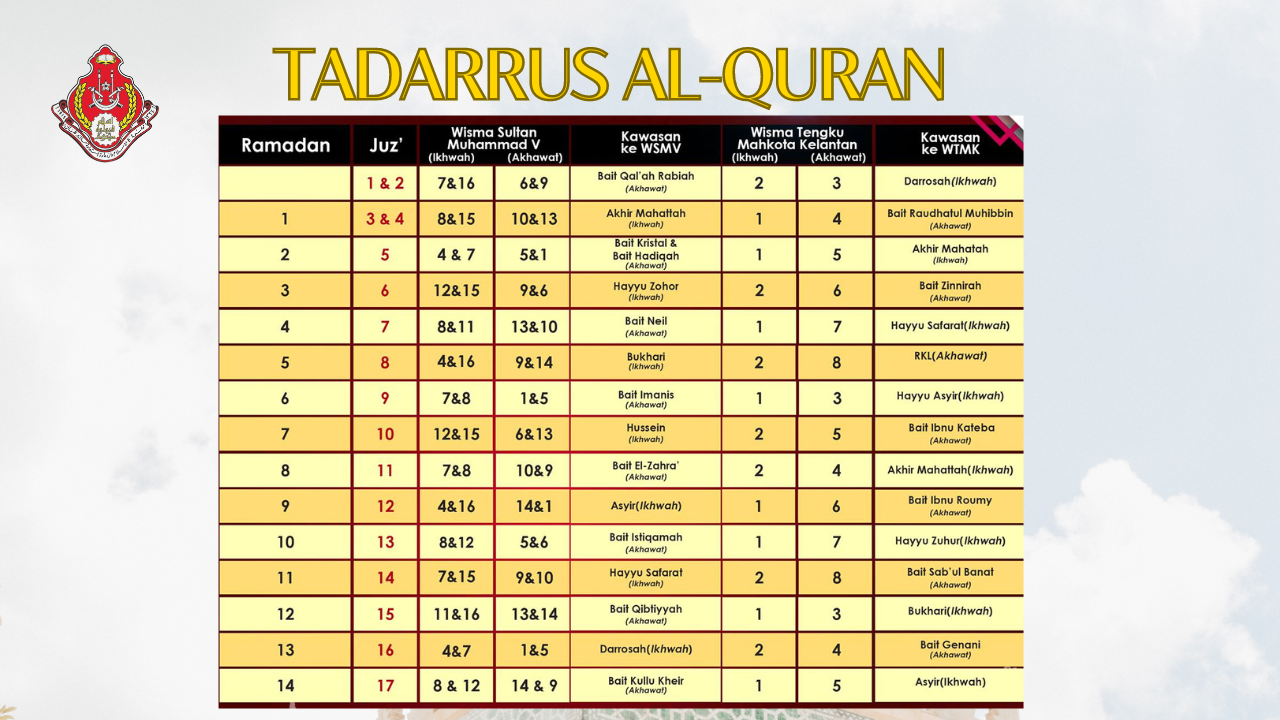 TADARRUS AL-QURAN
Ramadan Juz' Wisma Sultan Muhammad V (Ikhwah) (Akhawat) Kawasan ke WSMV Wisma Tengku Mahkota Kelantan (Ikhwah) (Akhawat) Kawasan ke WTMK
1 & 2 7&16 6&9 Bait Qal'ah Rabiah (Akhawat) 2 3 Darrosah(Ikhwah)
1 3 & 4 8&15 10&13 Akhir Mahattah (Ikhwah) 1 4 Bait Raudhatul Muhibbin (Akhawat)
2 5 4 & 7 5&1 Bait Kristal & Bait Hadiqah (Akhawat) 1 5 Akhir Mahatah (Ikhwah)
3 6 12&15 9&6 Hayyu Zohor (Ikhwah) 2 6 Bait Zinnirah (Akhawat)
4 7 8&11 13&10 Bait Neil (Akhawat) 1 7 Hayyu Safarat(Ikhwah)
5 8 4&16 9&14 Bukhari (Ikhwah) 2 8 RKL(Akhawat)
6 9 7&8 1&5 Bait Imanis (Akhawat) 1 3 Hayyu Asyir(Ikhwah)
7 10 12&15 6&13 Hussein (Ikhwah) 2 5 Bait Ibnu Kateba (Akhawat)
8 11 7&8 10&9 Bait El-Zahra' (Akhawat) 2 4 Akhir Mahattah(Ikhwah)
9 12 4&16 14&1 Asyir(Ikhwah) 1 6 Bait Ibnu Roumy (Akhawat)
10 13 8&12 5&6 Bait Istiqamah (Akhawat) 1 7 Hayyu Zuhur(Ikhwah)
11 14 7&15 9&10 Hayyu Safarat (Ikhwah) 2 8 Bait Sab'ul Banat (Akhawat)
12 15 11&16 13&14 Bait Qibtiyyah (Akhawat) 1 3 Bukhari(Ikhwah)
13 16 4&7 1&5 Darrosah(Ikhwah) 2 4 Bait Genani (Akhawat)
14 17 8 & 12 14 & 9 Bait Kullu Kheir (Akhawat) 1 5 Asyir(Ikhwah)